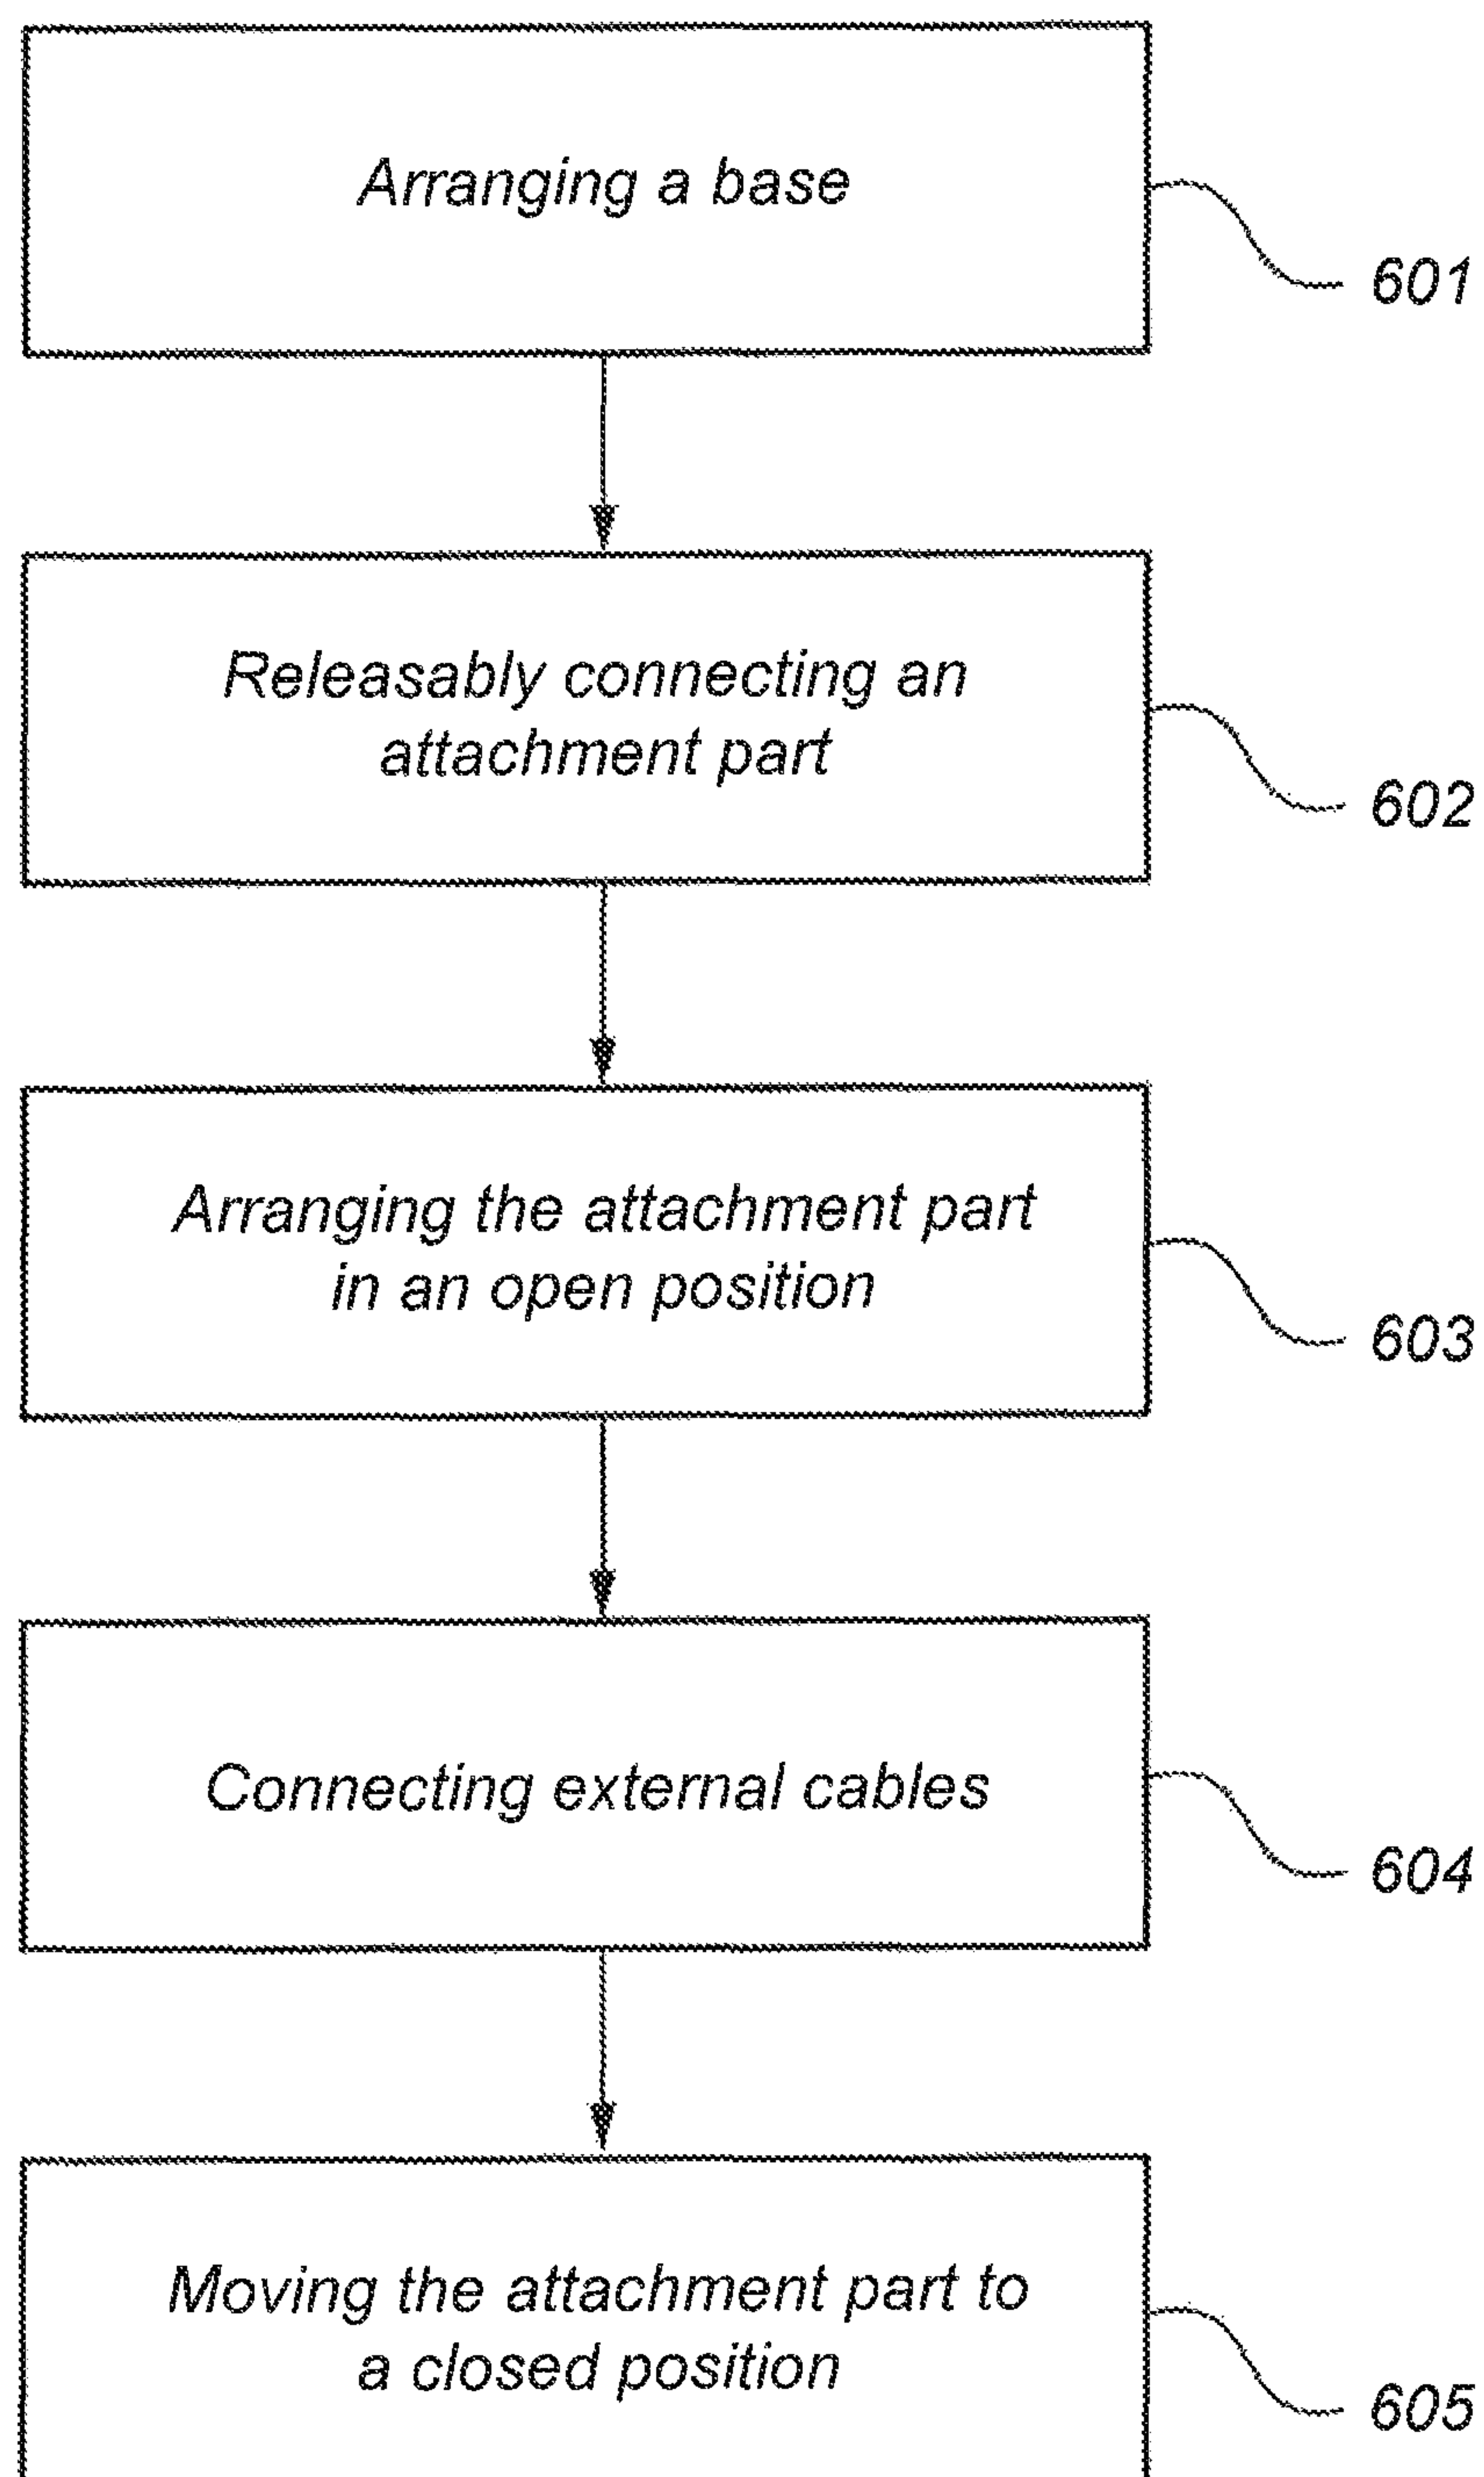 Arranging a base
601
Releasably connecting an
attachment part
602
Arranging the attachment part
in an open position
603
Connecting external cables
604
Moving the attachment part to
a closed position
605